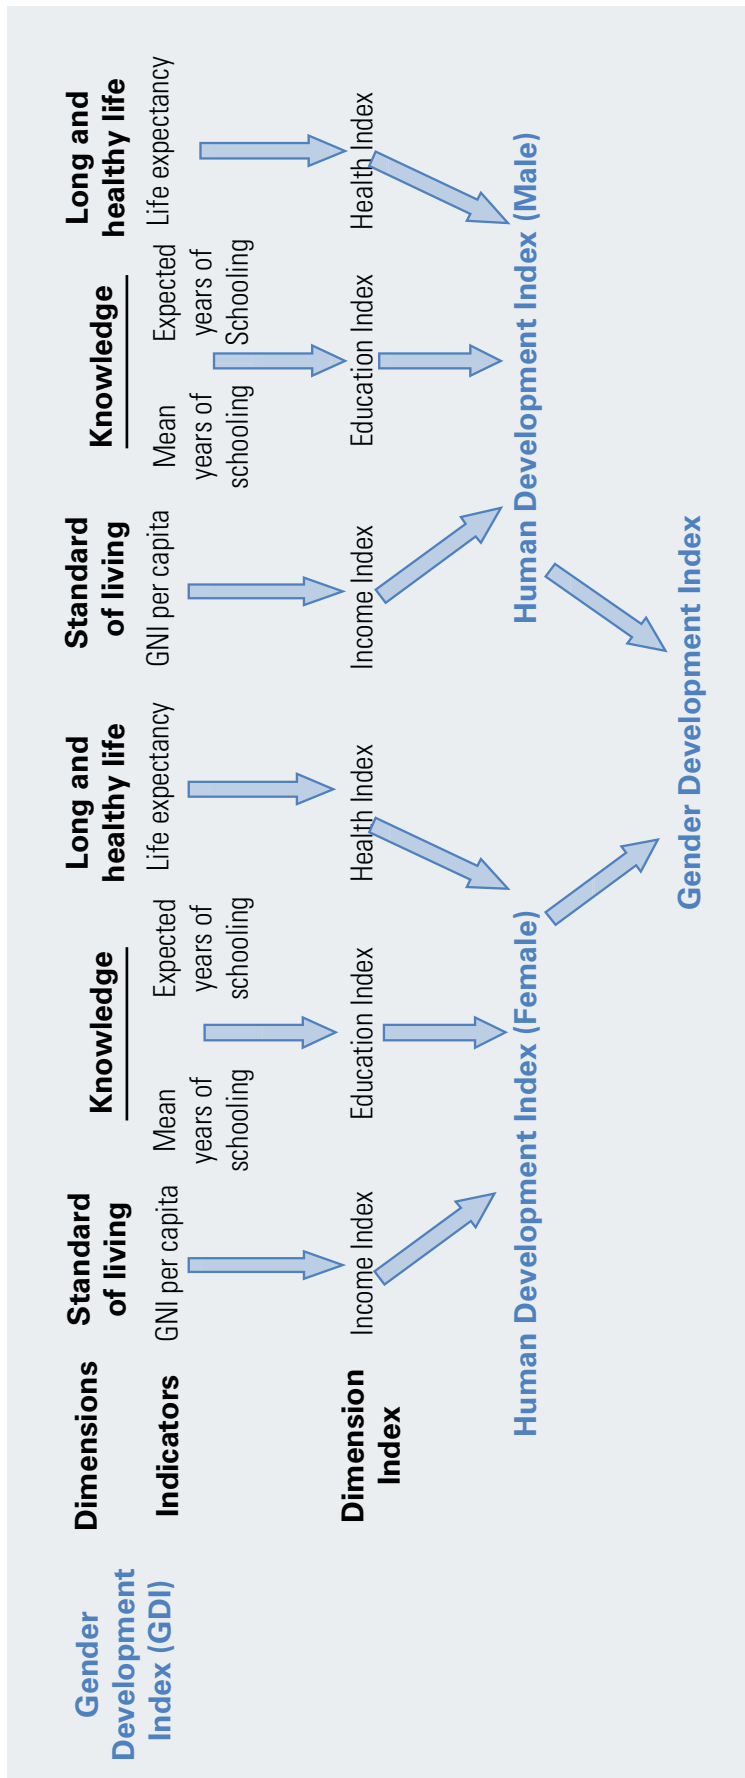 Gender
Development
Index (GDI)
Dimensions
Standard
of living
Knowledge
Long and
healthy life
Standard
of living
Knowledge
Long and
healthy life
Indicators
GNI per capita
Mean
years of
schooling
Expected
years of
schooling
Life expectancy
GNI per capita
Mean
years of
schooling
Expected
years of
Schooling
Life expectancy
Dimension
Index
Income Index
Education Index
Health Index
Income Index
Education Index
Health Index
Human Development Index (Female)
Human Development Index (Male)
Gender Development Index